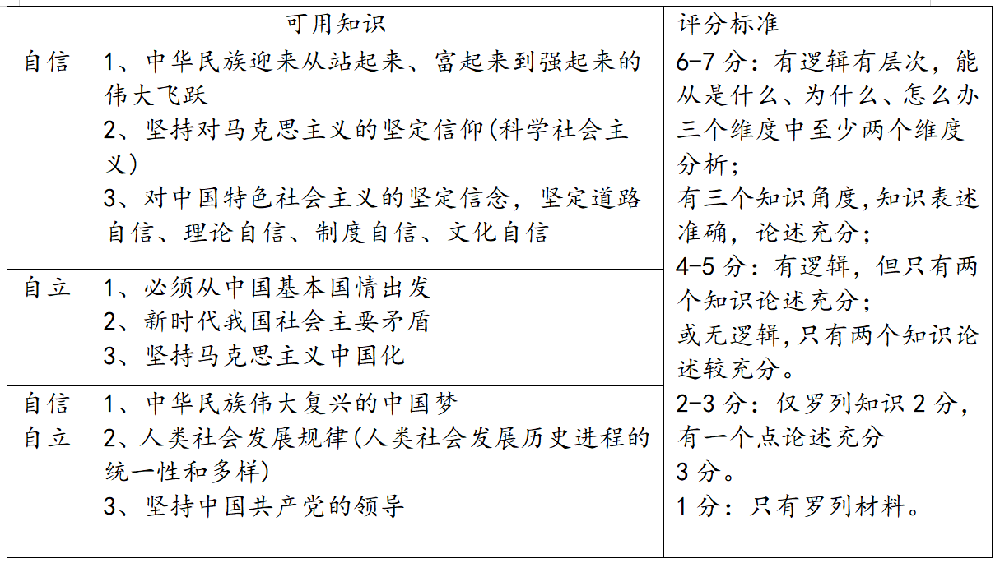 可用知识
评分标准
自信
1、中华民族迎来从站起来、富起来到强起来的
伟大飞跃
2、坚持对马克思主义的坚定信仰(科学社会主
义)
3、对中国特色社会主义的坚定信念，坚定道路
自信、理论自信、制度自信、文化自信
6-7分：有逻辑有层次，能
从是什么、为什么、怎么办
三个维度中至少两个维度
分析；
有三个知识角度,知识表述
准确，论述充分；
4-5分：有逻辑，但只有两
个知识论述充分；
或无逻辑,只有两个知识论
述较充分。
2-3分：仅罗列知识2分，
有一个点论述充分
3分。
1分：只有罗列材料。
自立
1、必须从中国基本国情出发
2、新时代我国社会主要矛盾
3、坚持马克思主义中国化
自信
自立
1、中华民族伟大复兴的中国梦
2、人类社会发展规律(人类社会发展历史进程的
统一性和多样)
3、坚持中国共产党的领导